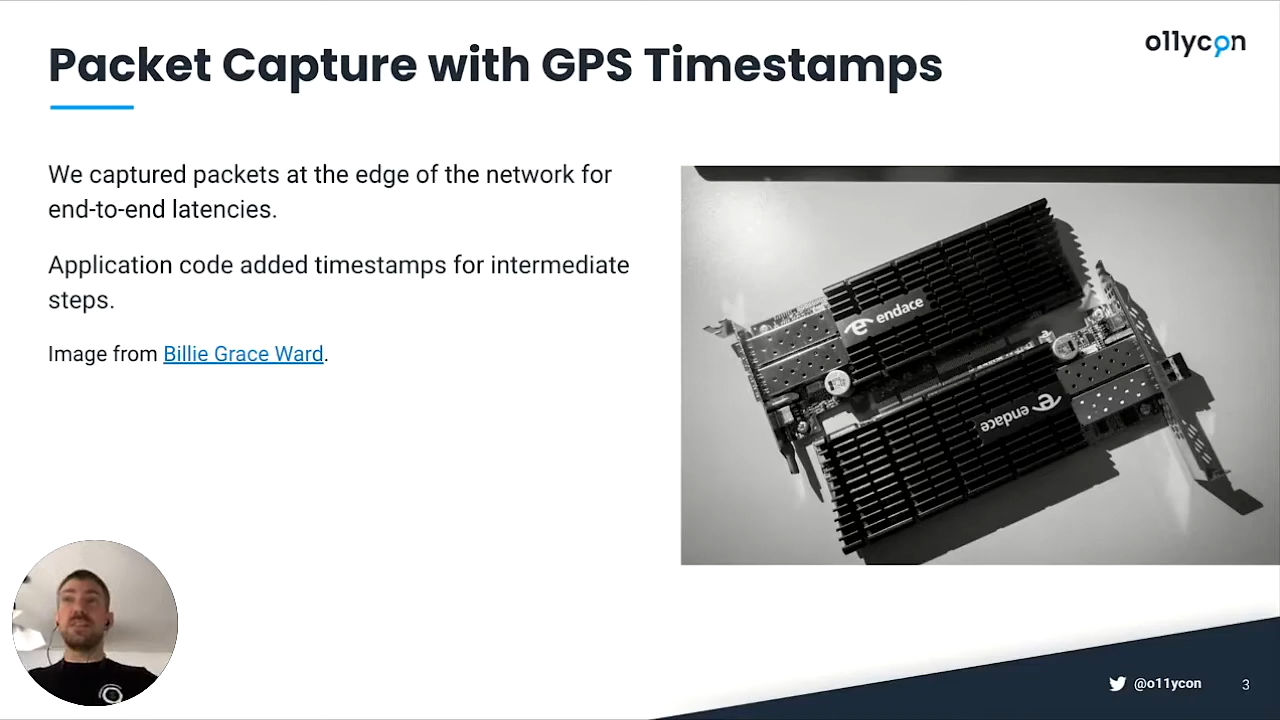 Packet Capture with GPS Timestamps
o11ycon
We captured packets at the edge of the network for
end-to-end latencies.
Application code added timestamps for intermediate
steps.
Image from Billie Grace Ward.
endace
endace
@o11ycon
3